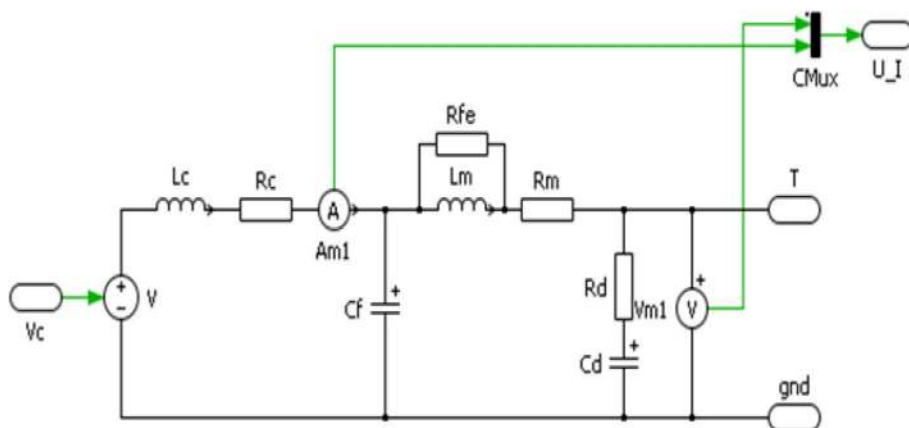 CMux
U_I
Rfe
Lc
Rc
A
Am1
Lm
Rm
T
Vc
V
Cf
Rd
Vm1
V
Cd
gnd